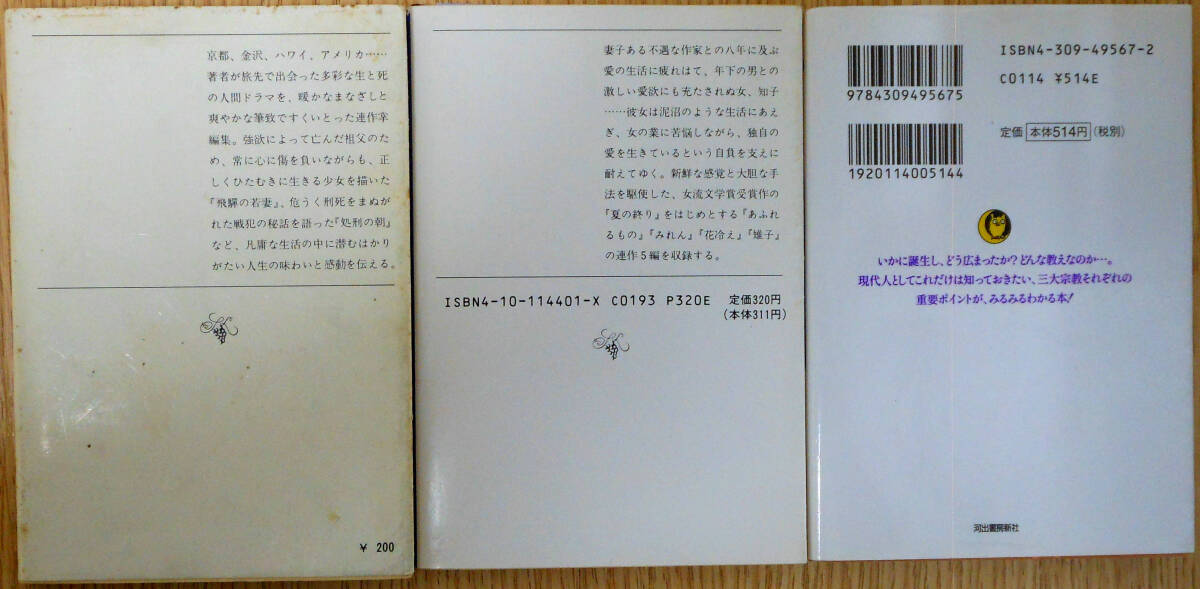 京都、金沢、ハワイ、アメリカ……
著者が旅先で出会った多彩な生と死
の人間ドラマを、暖かなまなざしと
爽やかな筆致ですくいとった連作掌
編集。強欲によって亡んだ祖父のた
め、常に心に傷を負いながらも、正
しくひたむきに生きる少女を描いた
『飛騨の若妻』、危うく刑死をまぬが
れた戦犯の秘話を語った『処刑の朝』
など、凡庸な生活の中に潜むはかり
がたい人生の味わいと感動を伝える。
¥ 200
妻子ある不遇な作家との八年に及ぶ
愛の生活に疲れはて、年下の男との
激しい愛欲にも充たされぬ女、知子
……彼女は泥沼のような生活にあえ
ぎ、女の業に苦悩しながら、独自の
愛を生きているという自負を支えに
耐えてゆく。新鮮な感覚と大胆な手
法を駆使した、女流文学賞受賞作の
『夏の終り』をはじめとする『あふれ
るもの』『みれん』『花冷え』『雉子』
の連作5編を収録する。
ISBN4-10-114401-X C0193 P320E 定価320円
(本体311円)
ISBN4-309-49567-2
C0114 ¥514E
9784309495675
定価 本体514円(税別)
1920114005144
いかに誕生し、どう広まったか?どんな教えなのか…。
現代人としてこれだけは知っておきたい、三大宗教それぞれの
重要ポイントが、みるみるわかる本!
河出書房新社